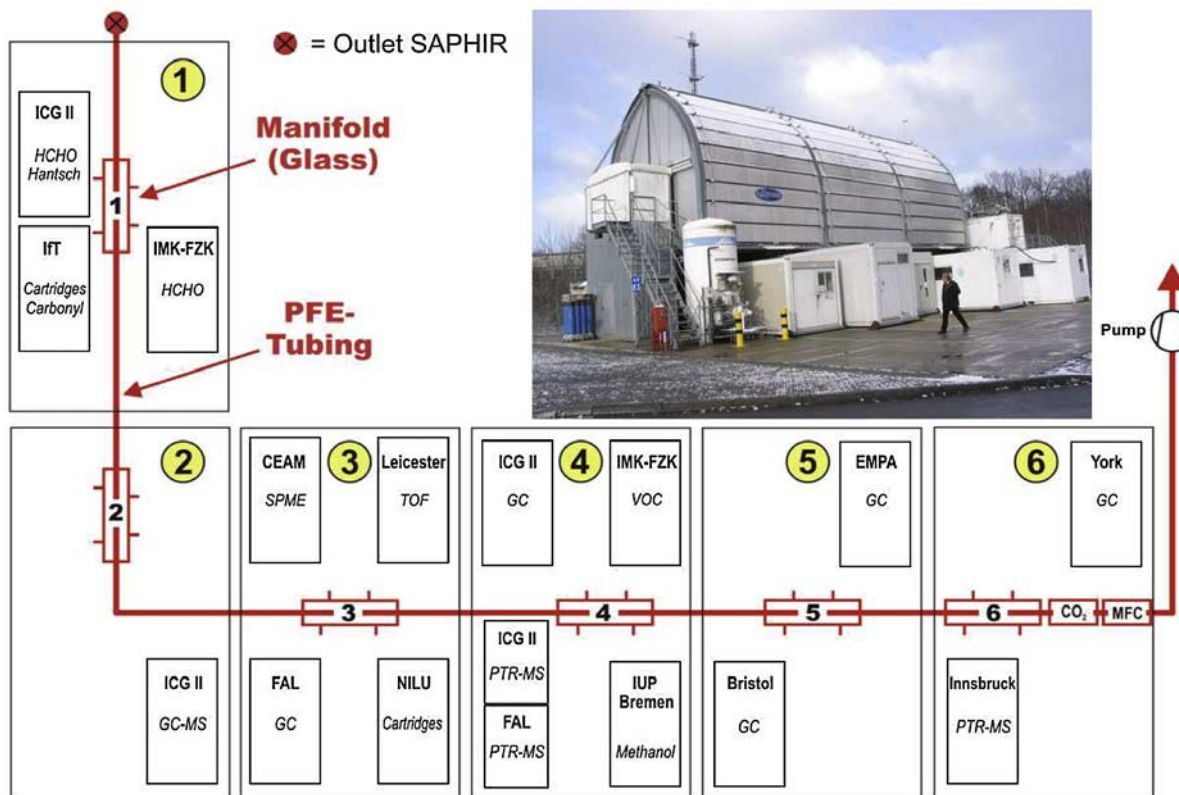 = Outlet SAPHIR
1
ICG II
HCHO
Hantsch
Manifold
(Glass)
1
IfT
Cartridges
Carbonyl
IMK-FZK
HCHO
PFE-
Tubing
Pump
2
2
ICG II
GC-MS
CEAM
SPME
3
Leicester
TOF
3
FAL
GC
NILU
Cartridges
ICG II
GC
4
IMK-FZK
VOC
4
ICG II
PTR-MS
FAL
PTR-MS
IUP
Bremen
Methanol
5
EMPA
GC
5
Bristol
GC
6
York
GC
6
CO₂
MFC
Innsbruck
PTR-MS